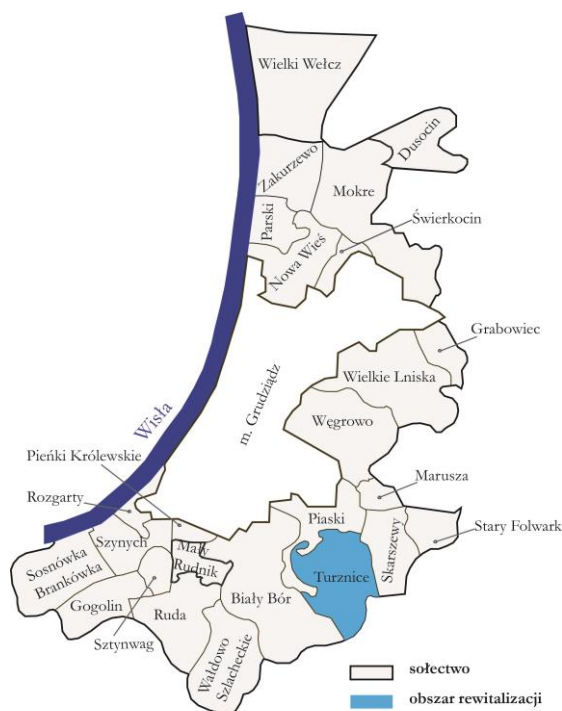 Wielki Wełcz
Dusocin
Zakurzewo
Mokre
Parski
Świerkocin
Nowa Wieś
Grabowiec
Wielkie Lniska
m. Grudziądz
Wisła
Węgrowo
Pieńki Królewskie
Marusza
Rozgarty
Piaski
Stary Folwark
Szynych
Mały
Rudnik
Skarszewy
Sosnówka
Brankówka
Turznice
Gogolin
Biały Bór
Ruda
Sztynwag
Wałdowo
Szlacheckie
sołectwo
obszar rewitalizacji